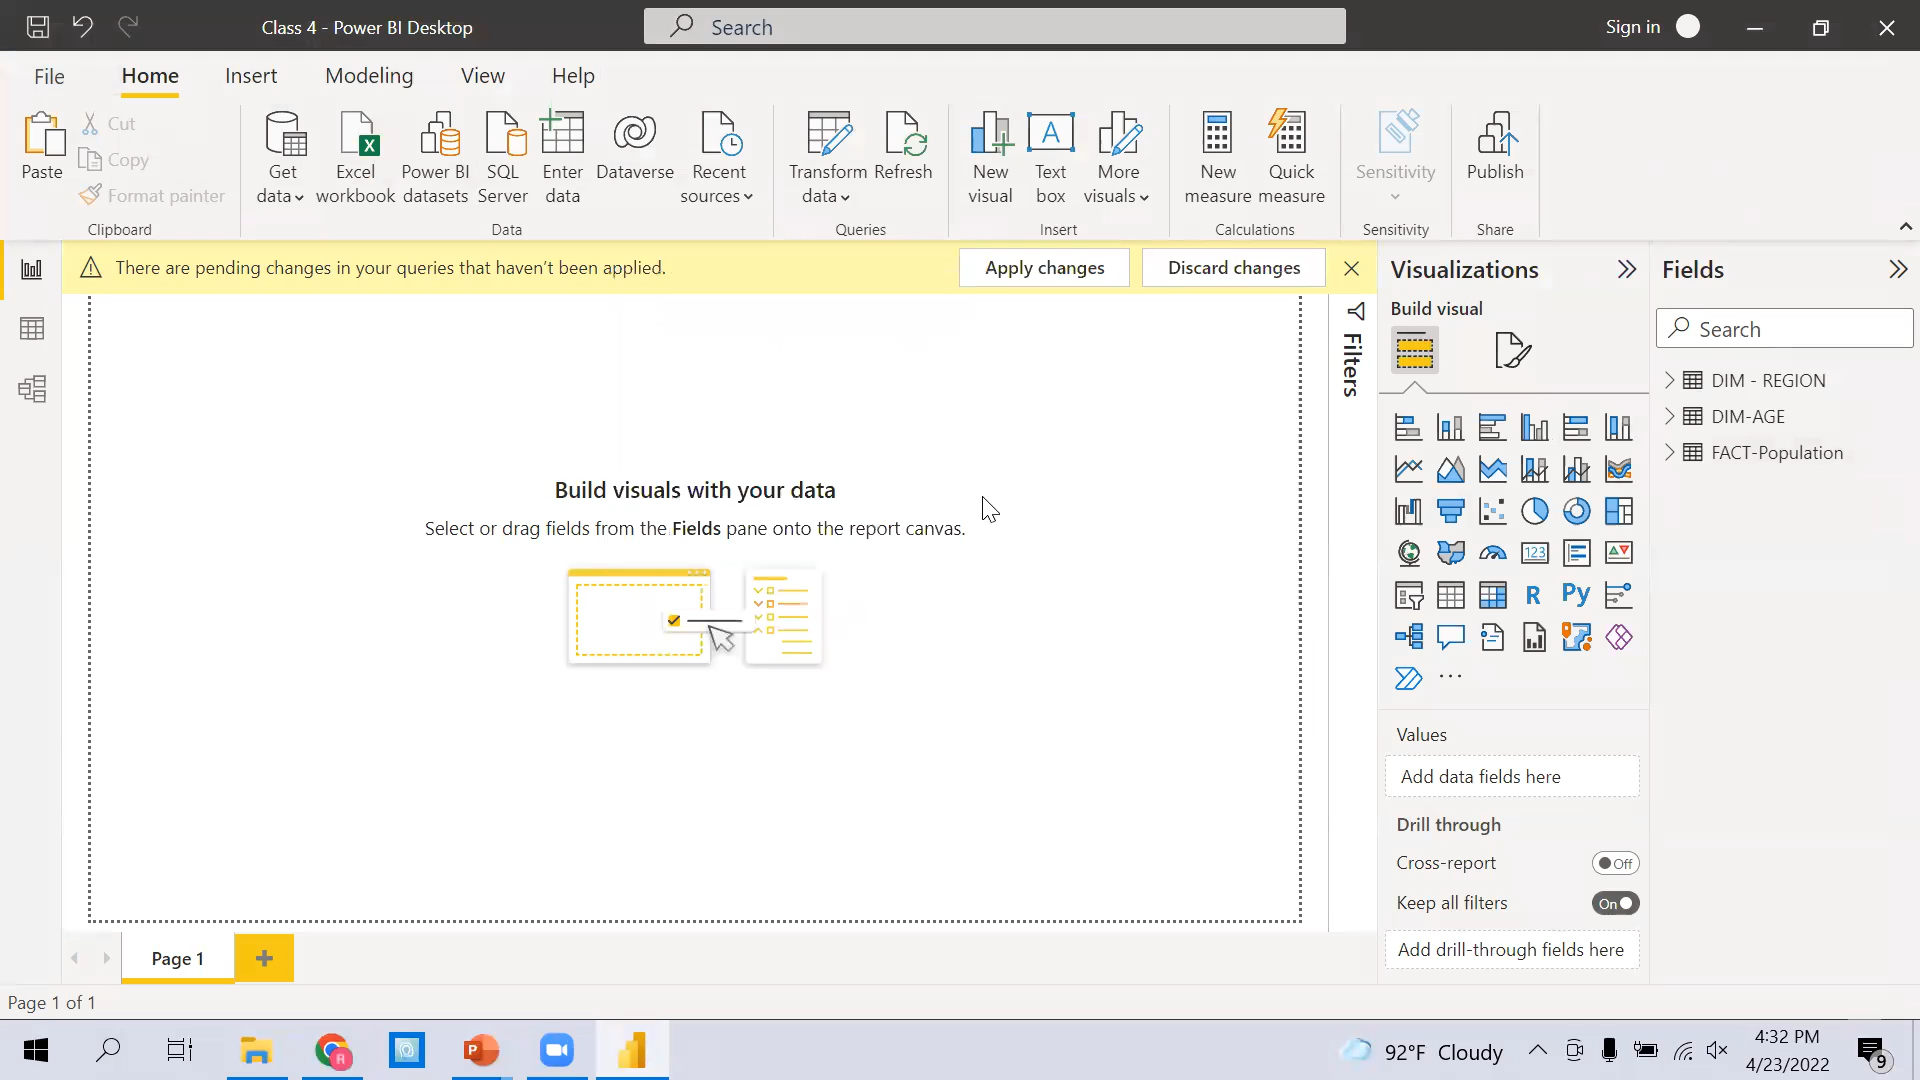 Class 4 - Power BI Desktop
Search
Sign in
File
Home
Insert
Modeling
View
Help
Paste
Cut
Copy
Format painter
Clipboard
Get data
Excel workbook
Power BI datasets
SQL Server
Enter data
Dataverse
Recent sources
Data
Transform data
Refresh
Queries
New visual
Text box
More visuals
Insert
New measure
Quick measure
Calculations
Sensitivity
Sensitivity
Publish
Share
There are pending changes in your queries that haven't been applied.
Apply changes
Discard changes
Build visuals with your data
Select or drag fields from the Fields pane onto the report canvas.
Filters
Visualizations
Build visual
123
R
Py
Values
Add data fields here
Drill through
Cross-report
Off
Keep all filters
On
Add drill-through fields here
Fields
Search
DIM - REGION
DIM-AGE
FACT-Population
Page 1
Page 1 of 1
92°F Cloudy
4:32 PM
4/23/2022
9